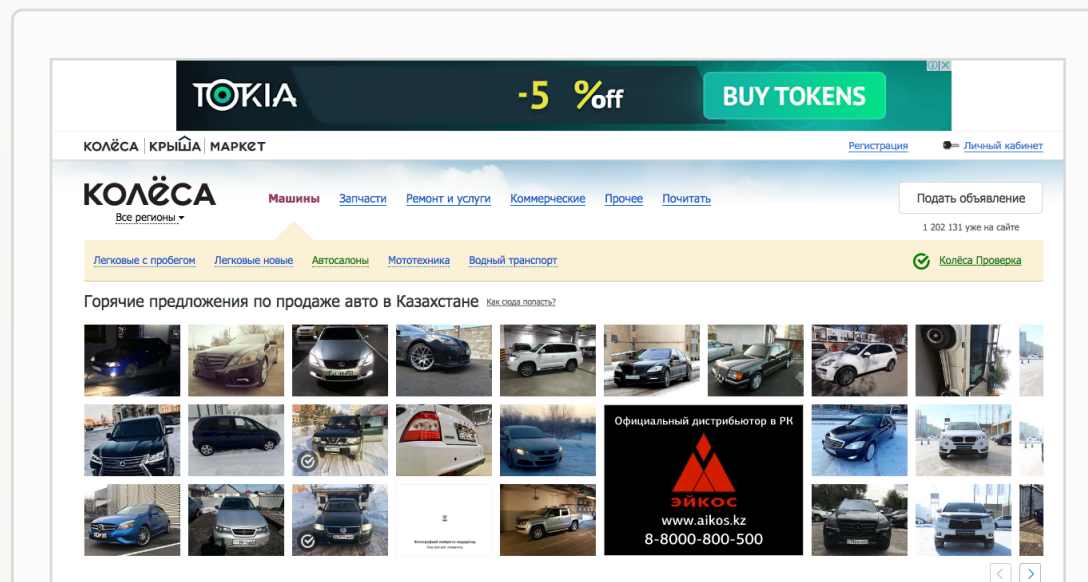 TOKIA
-5 %off
BUY TOKENS
КОЛЁСА КРЫША МАРКЕТ
Регистрация
Личный кабинет
КОЛЁСА
Все регионы
Машины Запчасти Ремонт и услуги Коммерческие Прочее Почитать
Подать объявление
1 202 131 уже на сайте
Легковые с пробегом Легковые новые Автосалоны Мототехника Водный транспорт
Колёса Проверка
Горячие предложения по продаже авто в Казахстане Как сюда попасть?
Официальный дистрибьютор в РК
ЭЙКОС
www.aikos.kz
8-8000-800-500